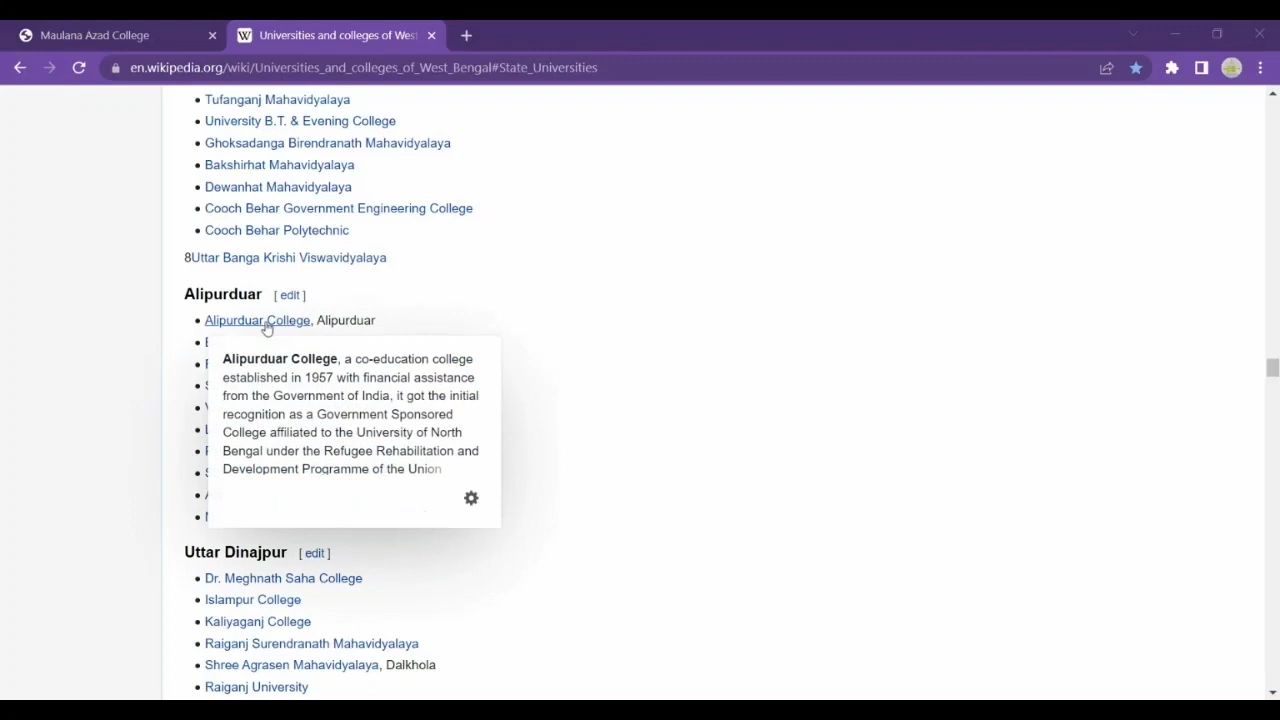 Maulana Azad College
Universities and colleges of Wes
en.wikipedia.org/wiki/Universities_and_colleges_of_West_Bengal#State_Universities
Tufanganj Mahavidyalaya
University B.T. & Evening College
Ghoksadanga Birendranath Mahavidyalaya
Bakshirhat Mahavidyalaya
Dewanhat Mahavidyalaya
Cooch Behar Government Engineering College
Cooch Behar Polytechnic
8Uttar Banga Krishi Viswavidyalaya
Alipurduar [ edit ]
Alipurduar College, Alipurduar
Alipurduar College, a co-education college
established in 1957 with financial assistance
from the Government of India, it got the initial
recognition as a Government Sponsored
College affiliated to the University of North
Bengal under the Refugee Rehabilitation and
Development Programme of the Union
Uttar Dinajpur [ edit ]
Dr. Meghnath Saha College
Islampur College
Kaliyaganj College
Raiganj Surendranath Mahavidyalaya
Shree Agrasen Mahavidyalaya, Dalkhola
Raiganj University